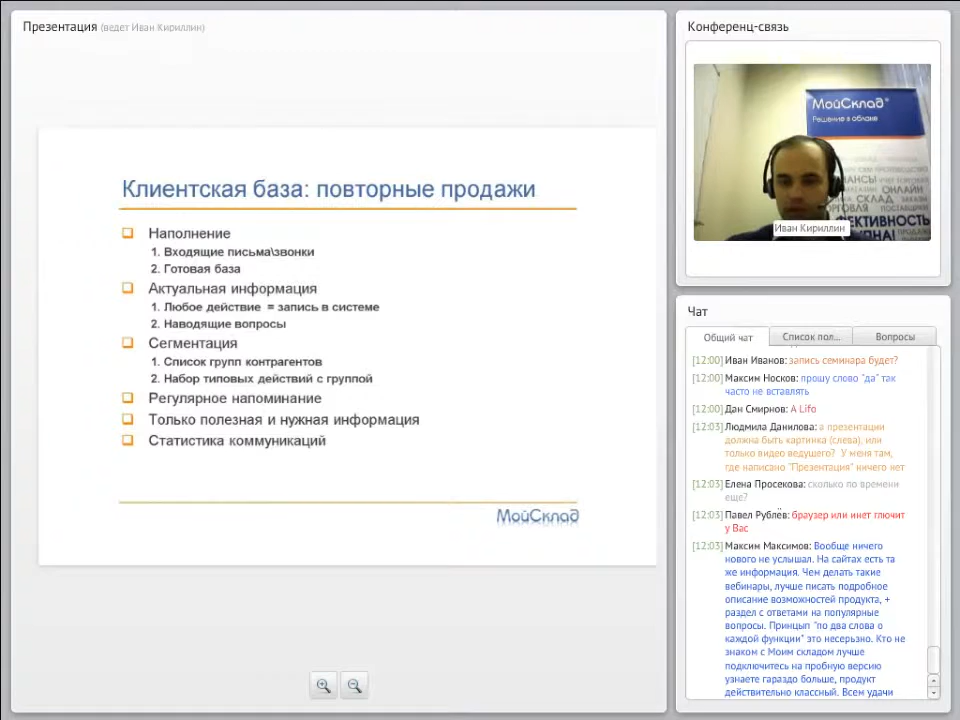 Презентация (ведет Иван Кириллин)
Клиентская база: повторные продажи
Наполнение
1. Входящие письма\звонки
2. Готовая база
Актуальная информация
1. Любое действие = запись в системе
2. Наводящие вопросы
Сегментация
1. Список групп контрагентов
2. Набор типовых действий с группой
Регулярное напоминание
Только полезная и нужная информация
Статистика коммуникаций
МойСклад
Конференц-связь
МойСклад
Решение в облаке
ОНЛАЙН
СКЛАД
Иван Кириллин
Чат
Общий чат
Список пол...
Вопросы
[12:00] Иван Иванов: запись семинара будет?
[12:00] Максим Носков: прошу слово "да" так
часто не вставлять
[12:00] Дан Смирнов: A Lifo
[12:03] Людмила Данилова: а презентации
должна быть картинка (слева), или
только видео ведущего? У меня там,
где написано "Презентация" ничего нет
[12:03] Елена Просекова: сколько по времени
еще?
[12:03] Павел Рублёв: браузер или инет глючит
у Вас
[12:03] Максин Максимов: Вообще ничего
нового не услышал. На сайтах есть та
же информация. Чем делать такие
вебинары, лучше писать подробное
описание возможностей продукта, +
раздел с ответами на популярные
вопросы. Принцып "по два слова о
каждой функции" это несерьзно. Кто не
знаком с Моим складом лучше
подключитесь на пробную версию
узнаете гараздо больше, продукт
действительно классный. Всем удачи